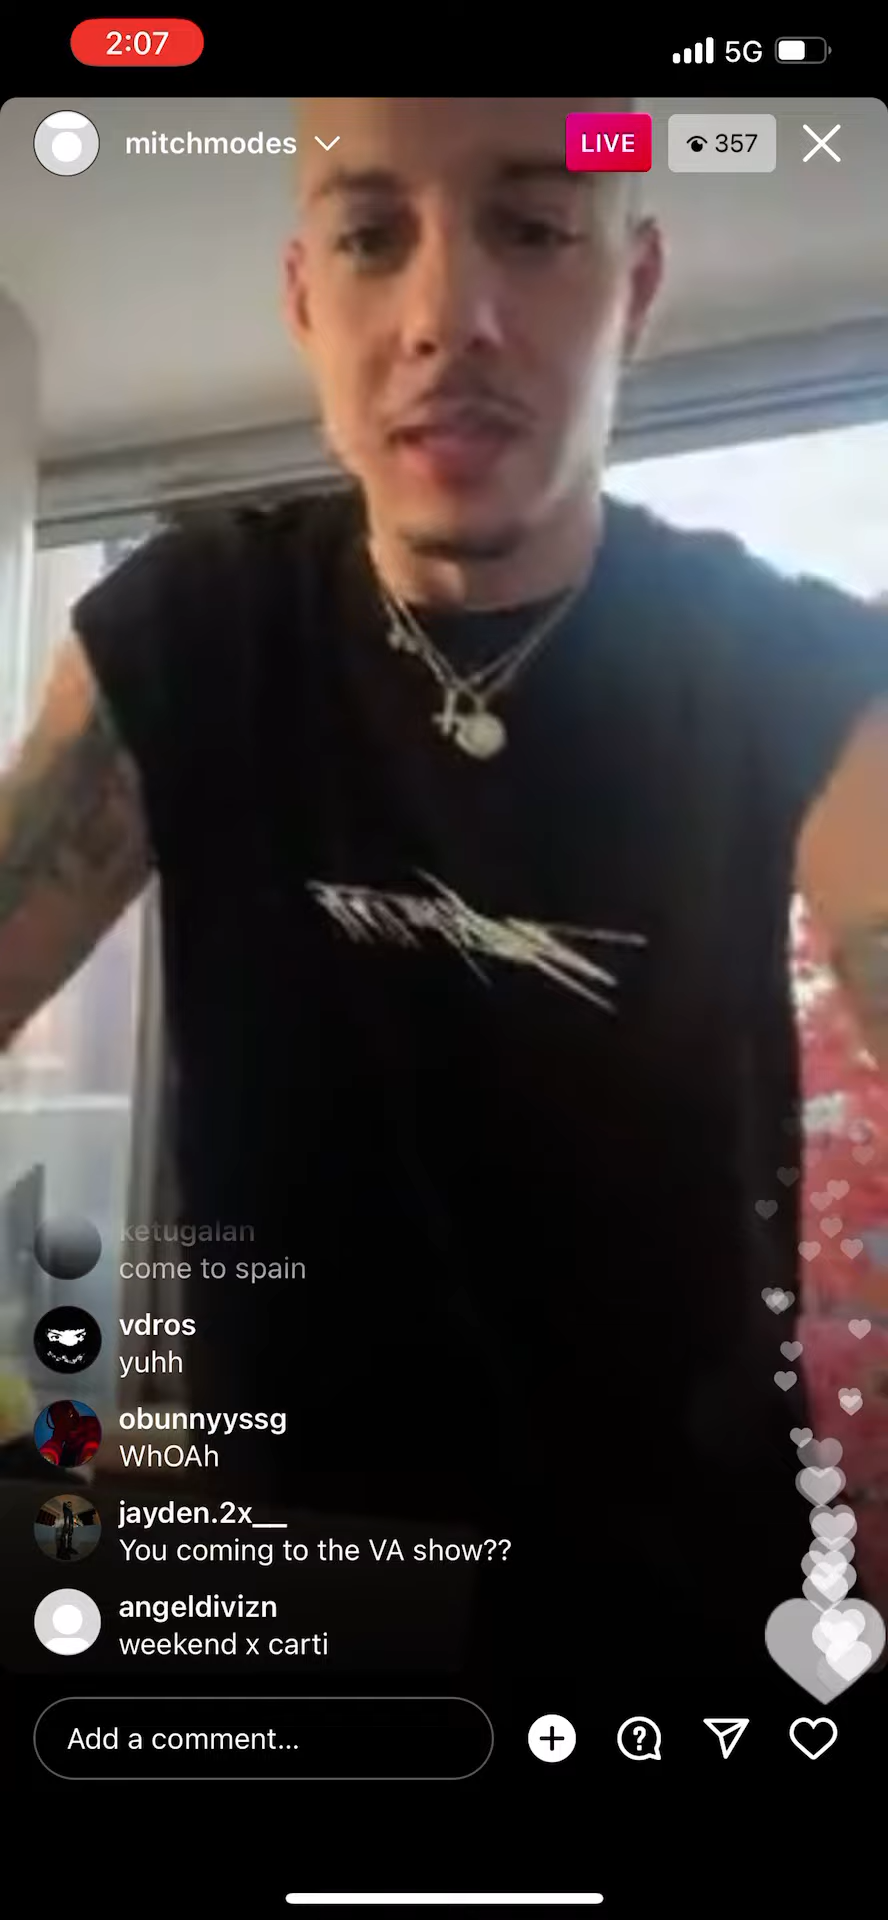 2:07
5G
mitchmodes
LIVE
357
ketugalan
come to spain
vdros
yuhh
obunnyyssg
WhOAh
jayden.2x__
You coming to the VA show??
angeldivizn
weekend x carti
Add a comment...